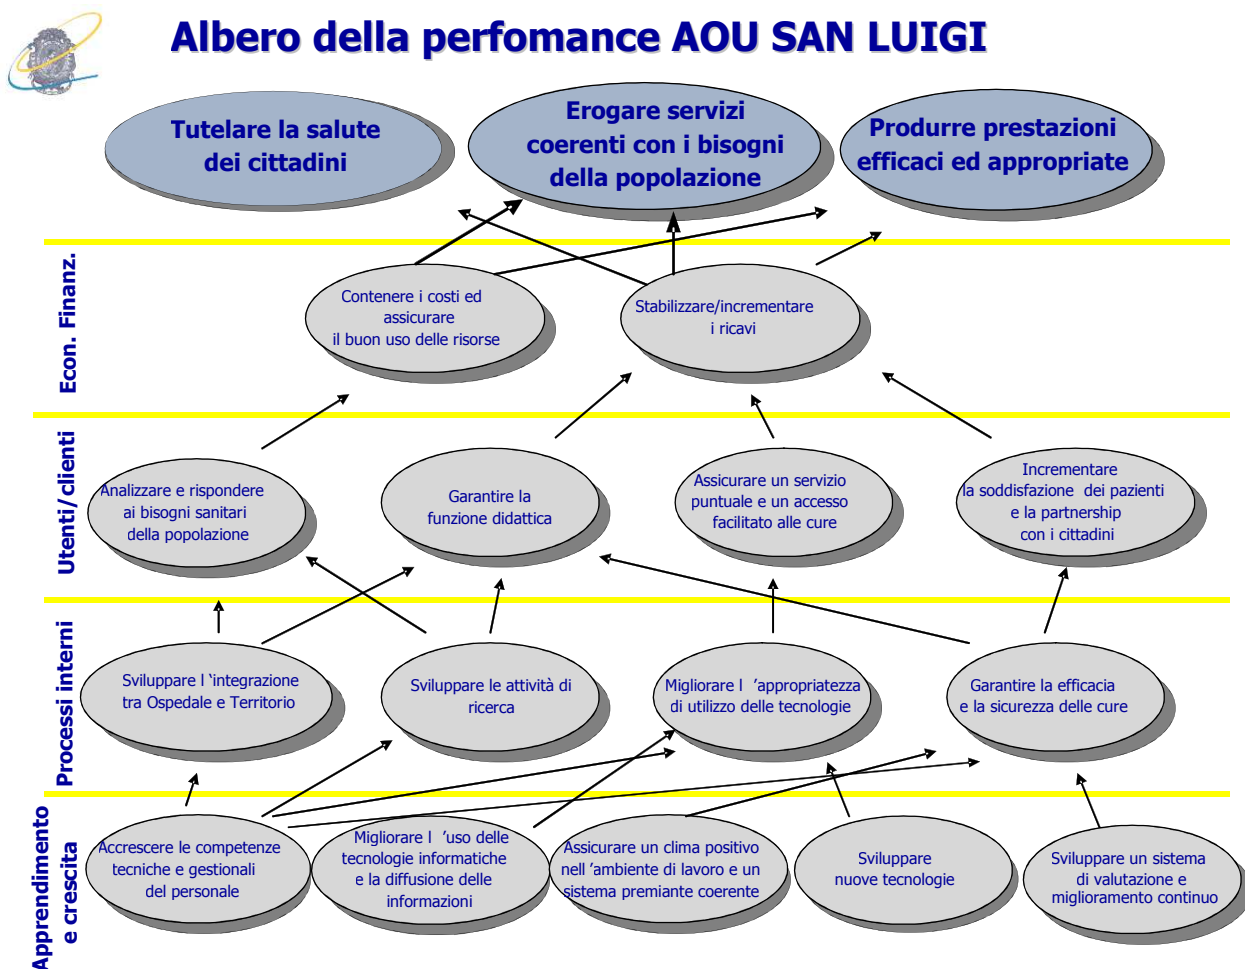 Albero della perfomance AOU SAN LUIGI
Tutelare la salute
dei cittadini
Erogare servizi
coerenti con i bisogni
della popolazione
Produrre prestazioni
efficaci ed appropriate
Econ. Finanz.
Contenere i costi ed
assicurare
il buon uso delle risorse
Stabilizzare/incrementare
i ricavi
Utenti/clienti
Analizzare e rispondere
ai bisogni sanitari
della popolazione
Garantire la
funzione didattica
Assicurare un servizio
puntuale e un accesso
facilitato alle cure
Incrementare
la soddisfazione dei pazienti
e la partnership
con i cittadini
Processi interni
Sviluppare l 'integrazione
tra Ospedale e Territorio
Sviluppare le attività di
ricerca
Migliorare l 'appropriatezza
di utilizzo delle tecnologie
Garantire la efficacia
e la sicurezza delle cure
Apprendimento
e crescita
Accrescere le competenze
tecniche e gestionali
del personale
Migliorare l 'uso delle
tecnologie informatiche
e la diffusione delle
informazioni
Assicurare un clima positivo
nell 'ambiente di lavoro e un
sistema premiante coerente
Sviluppare
nuove tecnologie
Sviluppare un sistema
di valutazione e
miglioramento continuo